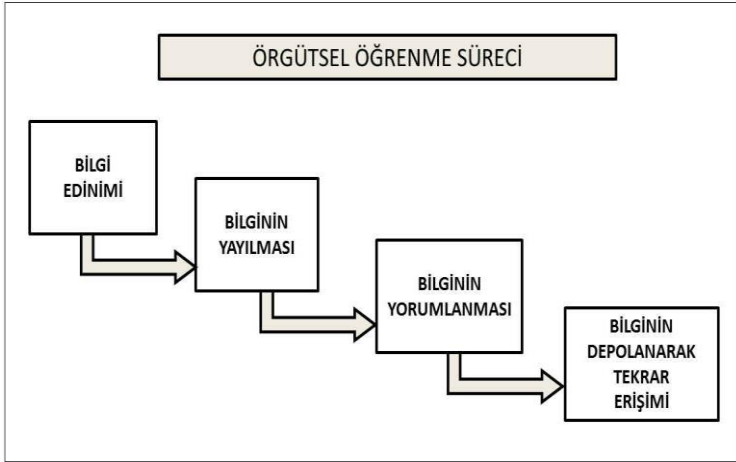 ÖRGÜTSEL ÖĞRENME SÜRECİ
BİLGİ
EDİNİMİ
BİLGİNİN
YAYILMASI
BİLGİNİN
YORUMLANMASI
BİLGİNİN
DEPOLANARAK
TEKRAR
ERİŞİMİ